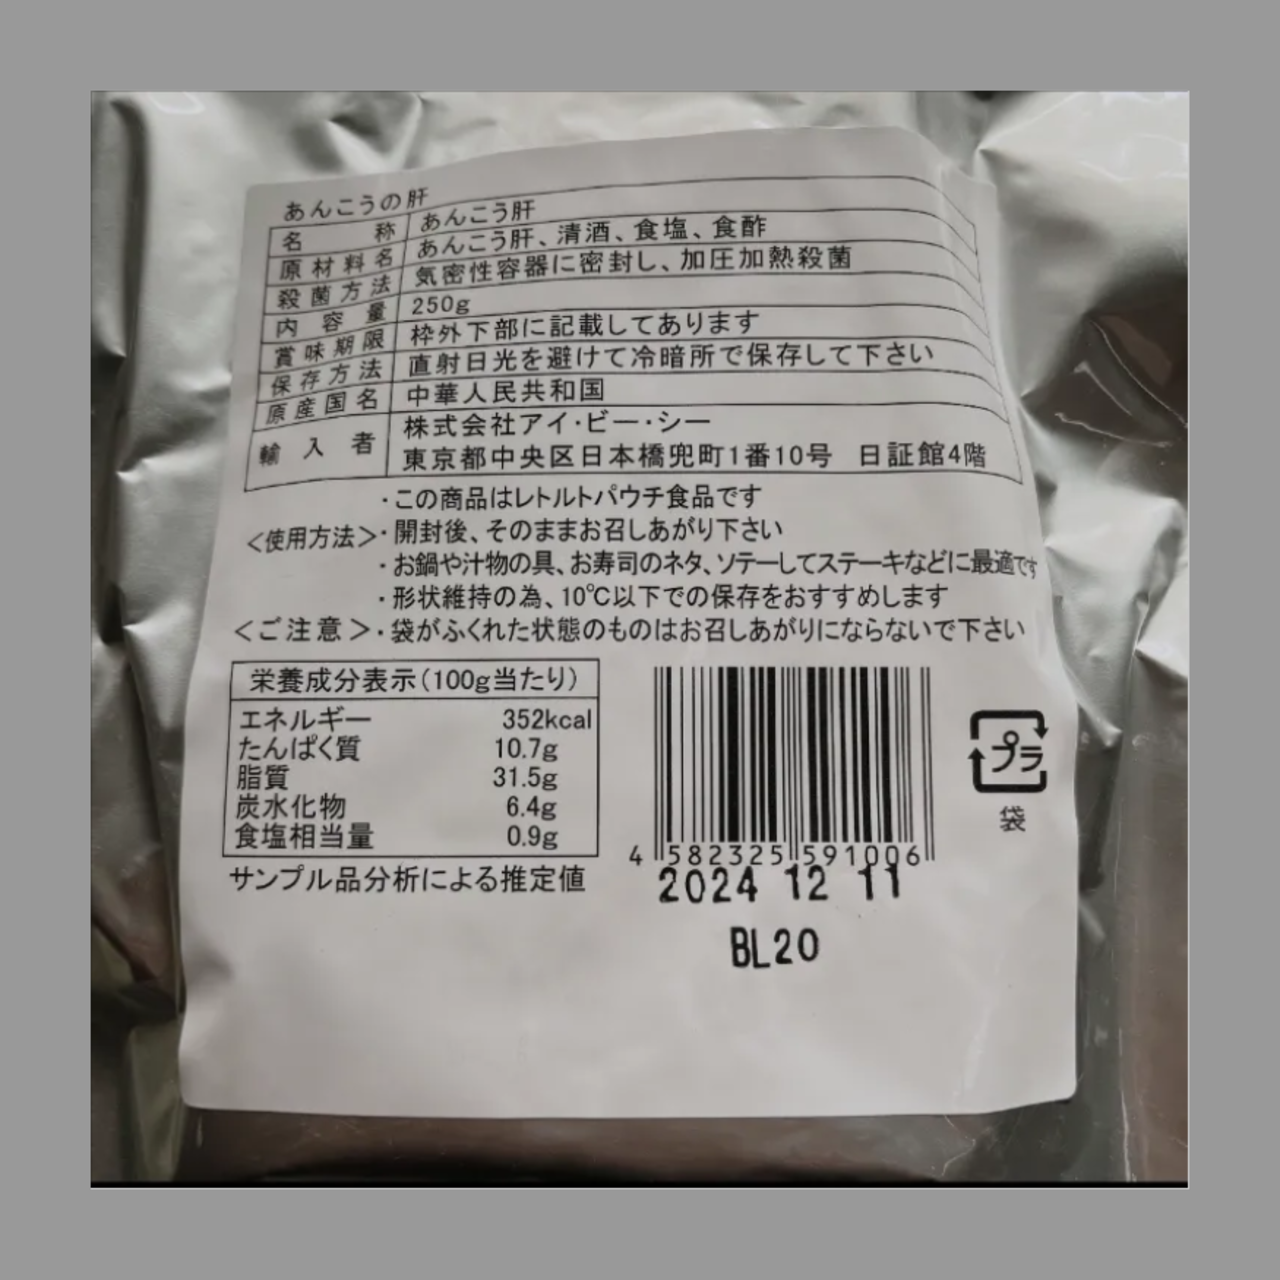 あんこうの肝
名称 あんこう肝
原材料名 あんこう肝、清酒、食塩、食酢
殺菌方法 気密性容器に密封し、加圧加熱殺菌
内容量 250g
賞味期限 枠外下部に記載してあります
保存方法 直射日光を避けて冷暗所で保存して下さい
原産国名 中華人民共和国
輸入者 株式会社アイ・ビー・シー
東京都中央区日本橋兜町1番10号 日証館4階
・この商品はレトルトパウチ食品です
<使用方法>・開封後、そのままお召しあがり下さい
・お鍋や汁物の具、お寿司のネタ、ソテーしてステーキなどに最適です
・形状維持の為、10℃以下での保存をおすすめします
<ご注意>・袋がふくれた状態のものはお召しあがりにならないで下さい
栄養成分表示(100g当たり)
エネルギー 352kcal
たんぱく質 10.7g
脂質 31.5g
炭水化物 6.4g
食塩相当量 0.9g
サンプル品分析による推定値
4 582325 591006
2024 12 11
BL20
プラ
袋